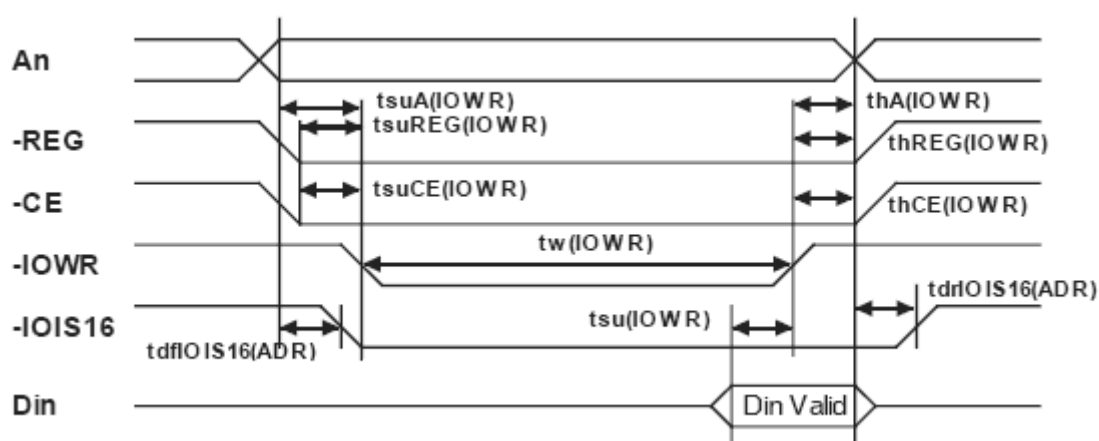 An
tsuA(IOWR)
thA(IOWR)
tsuREG(IOWR)
-REG
thREG(IOWR)
tsuCE(IOWR)
-CE
thCE(IOWR)
tw(IOWR)
-IOWR
tdrIOIS16(ADR)
-IOIS16
tsu(IOWR)
tdfIOIS16(ADR)
Din
Din Valid